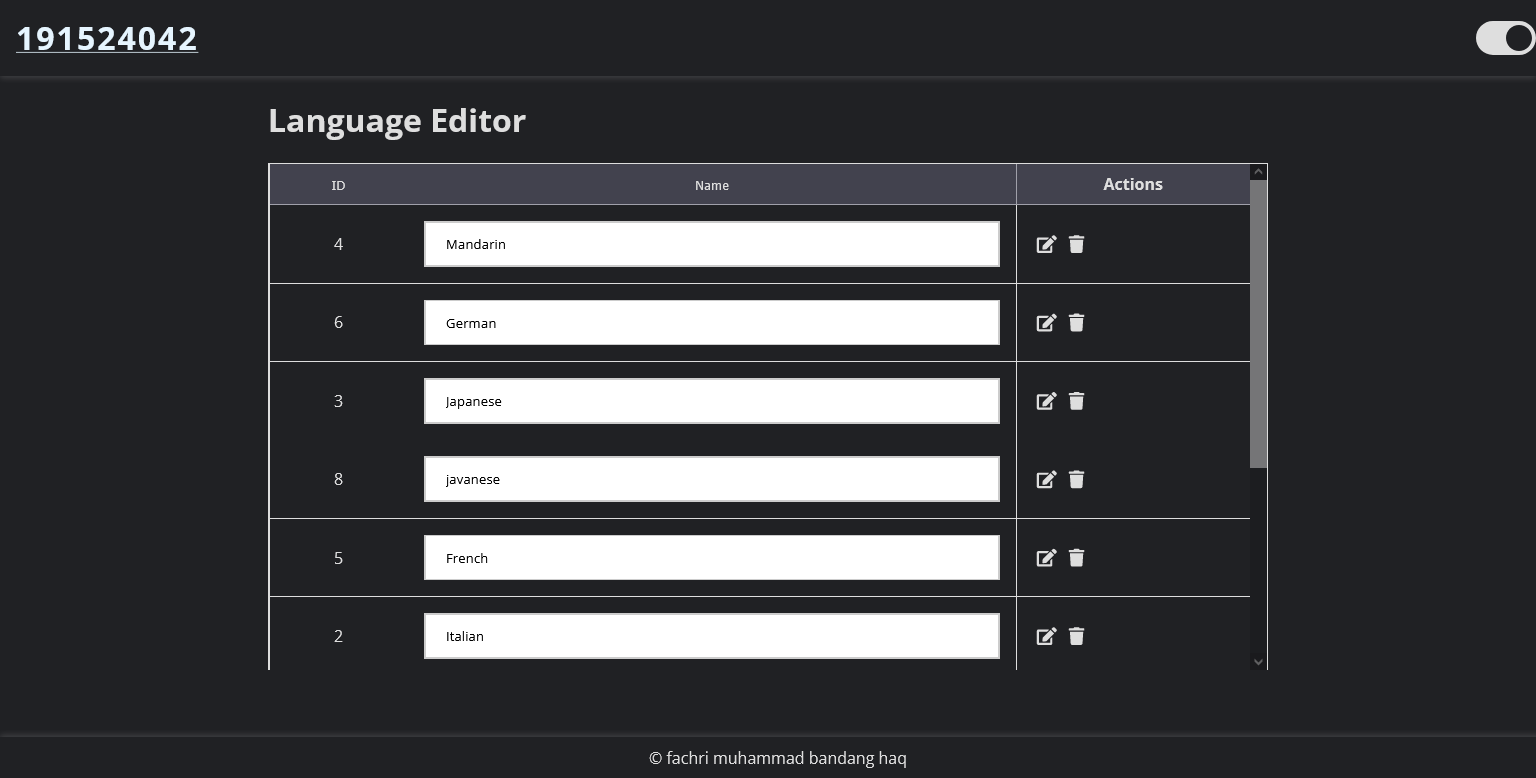 191524042
Language Editor
ID Name Actions
4 Mandarin
6 German
3 Japanese
8 javanese
5 French
2 Italian
© fachri muhammad bandang haq